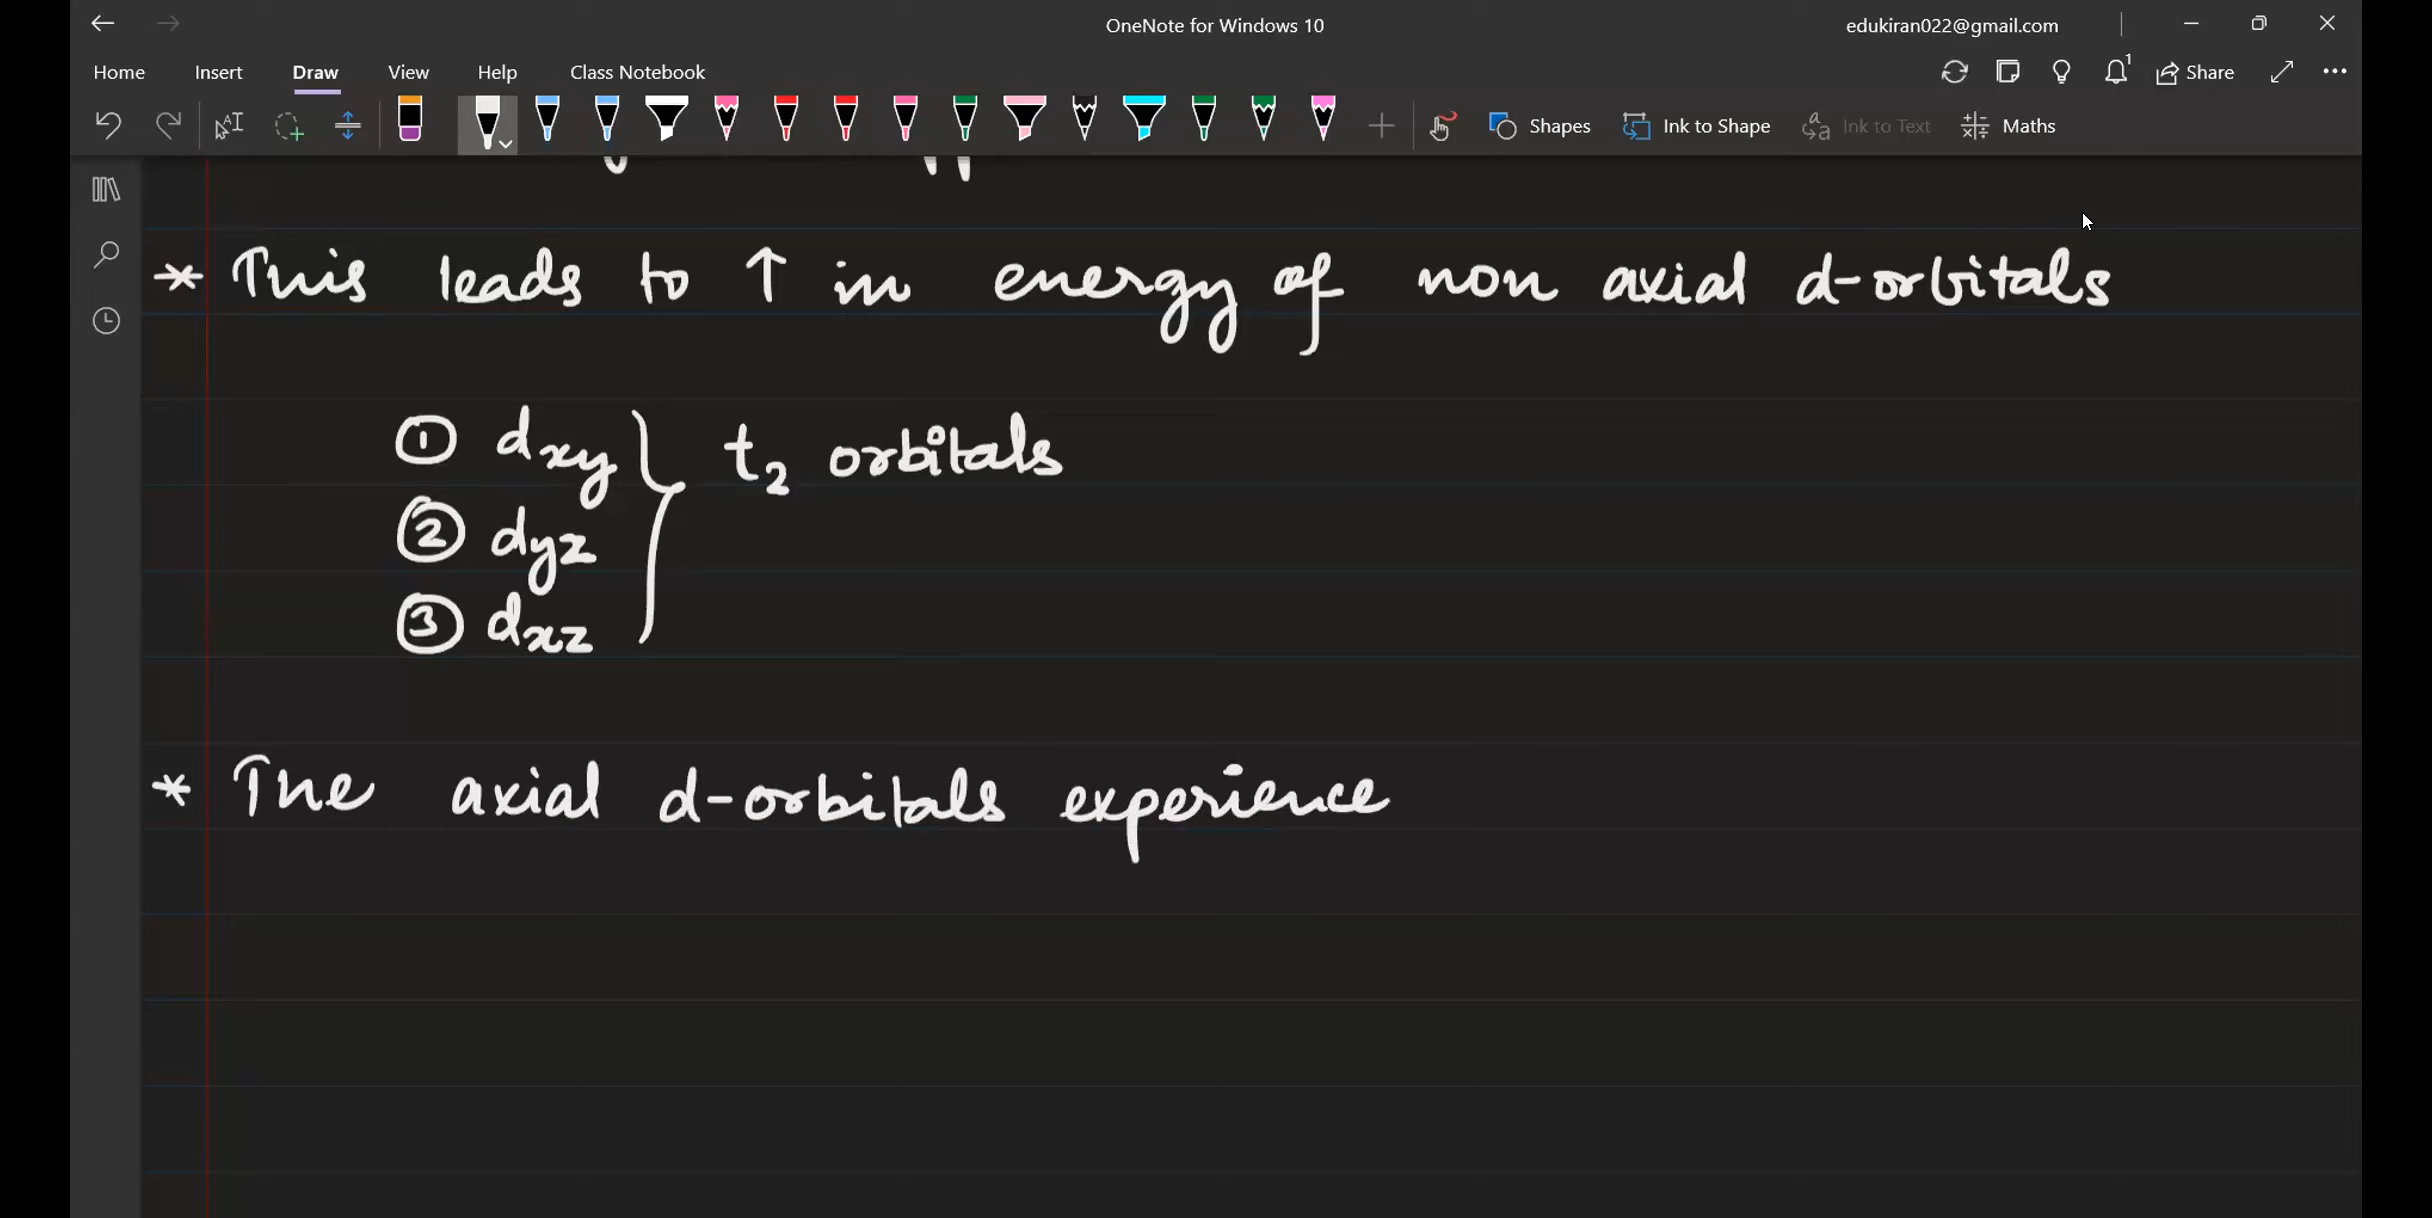 OneNote for Windows 10
edukiran022@gmail.com
Home Insert Draw View Help Class Notebook
Share
Shapes Ink to Shape Ink to Text Maths
* This leads to ↑ in energy of non axial d-orbitals
① dxy } t₂ orbitals
② dyz
③ dxz
* The axial d-orbitals experience